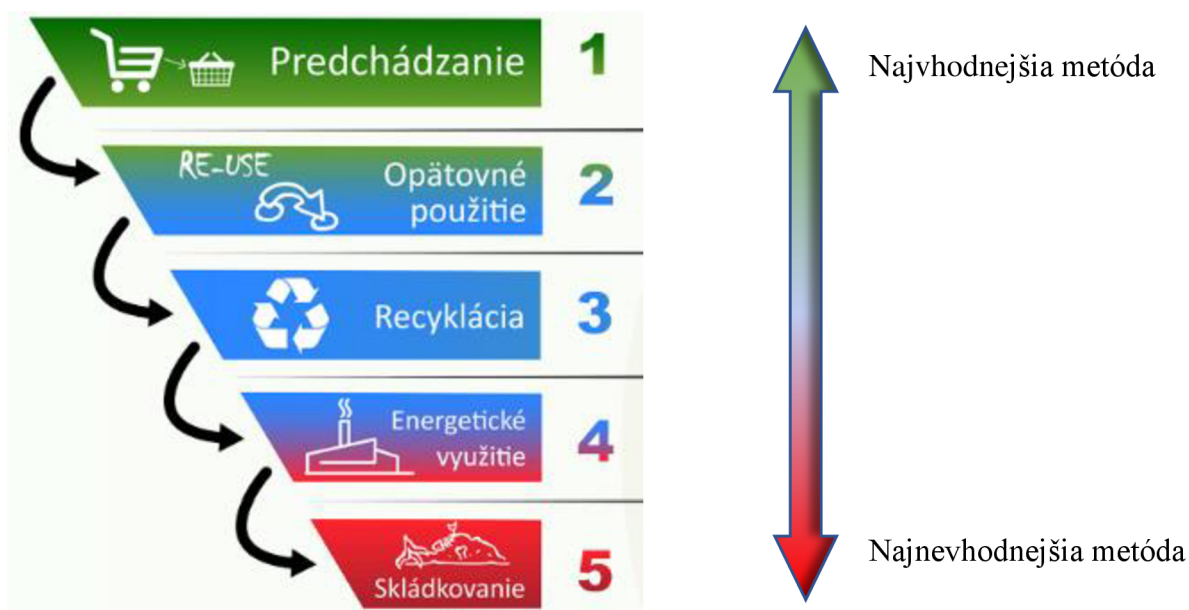 Predchádzanie 1
RE-USE
Opätovné
použitie 2
Recyklácia 3
Energetické
využitie 4
Skládkovanie 5
Najvhodnejšia metóda
Najnevhodnejšia metóda